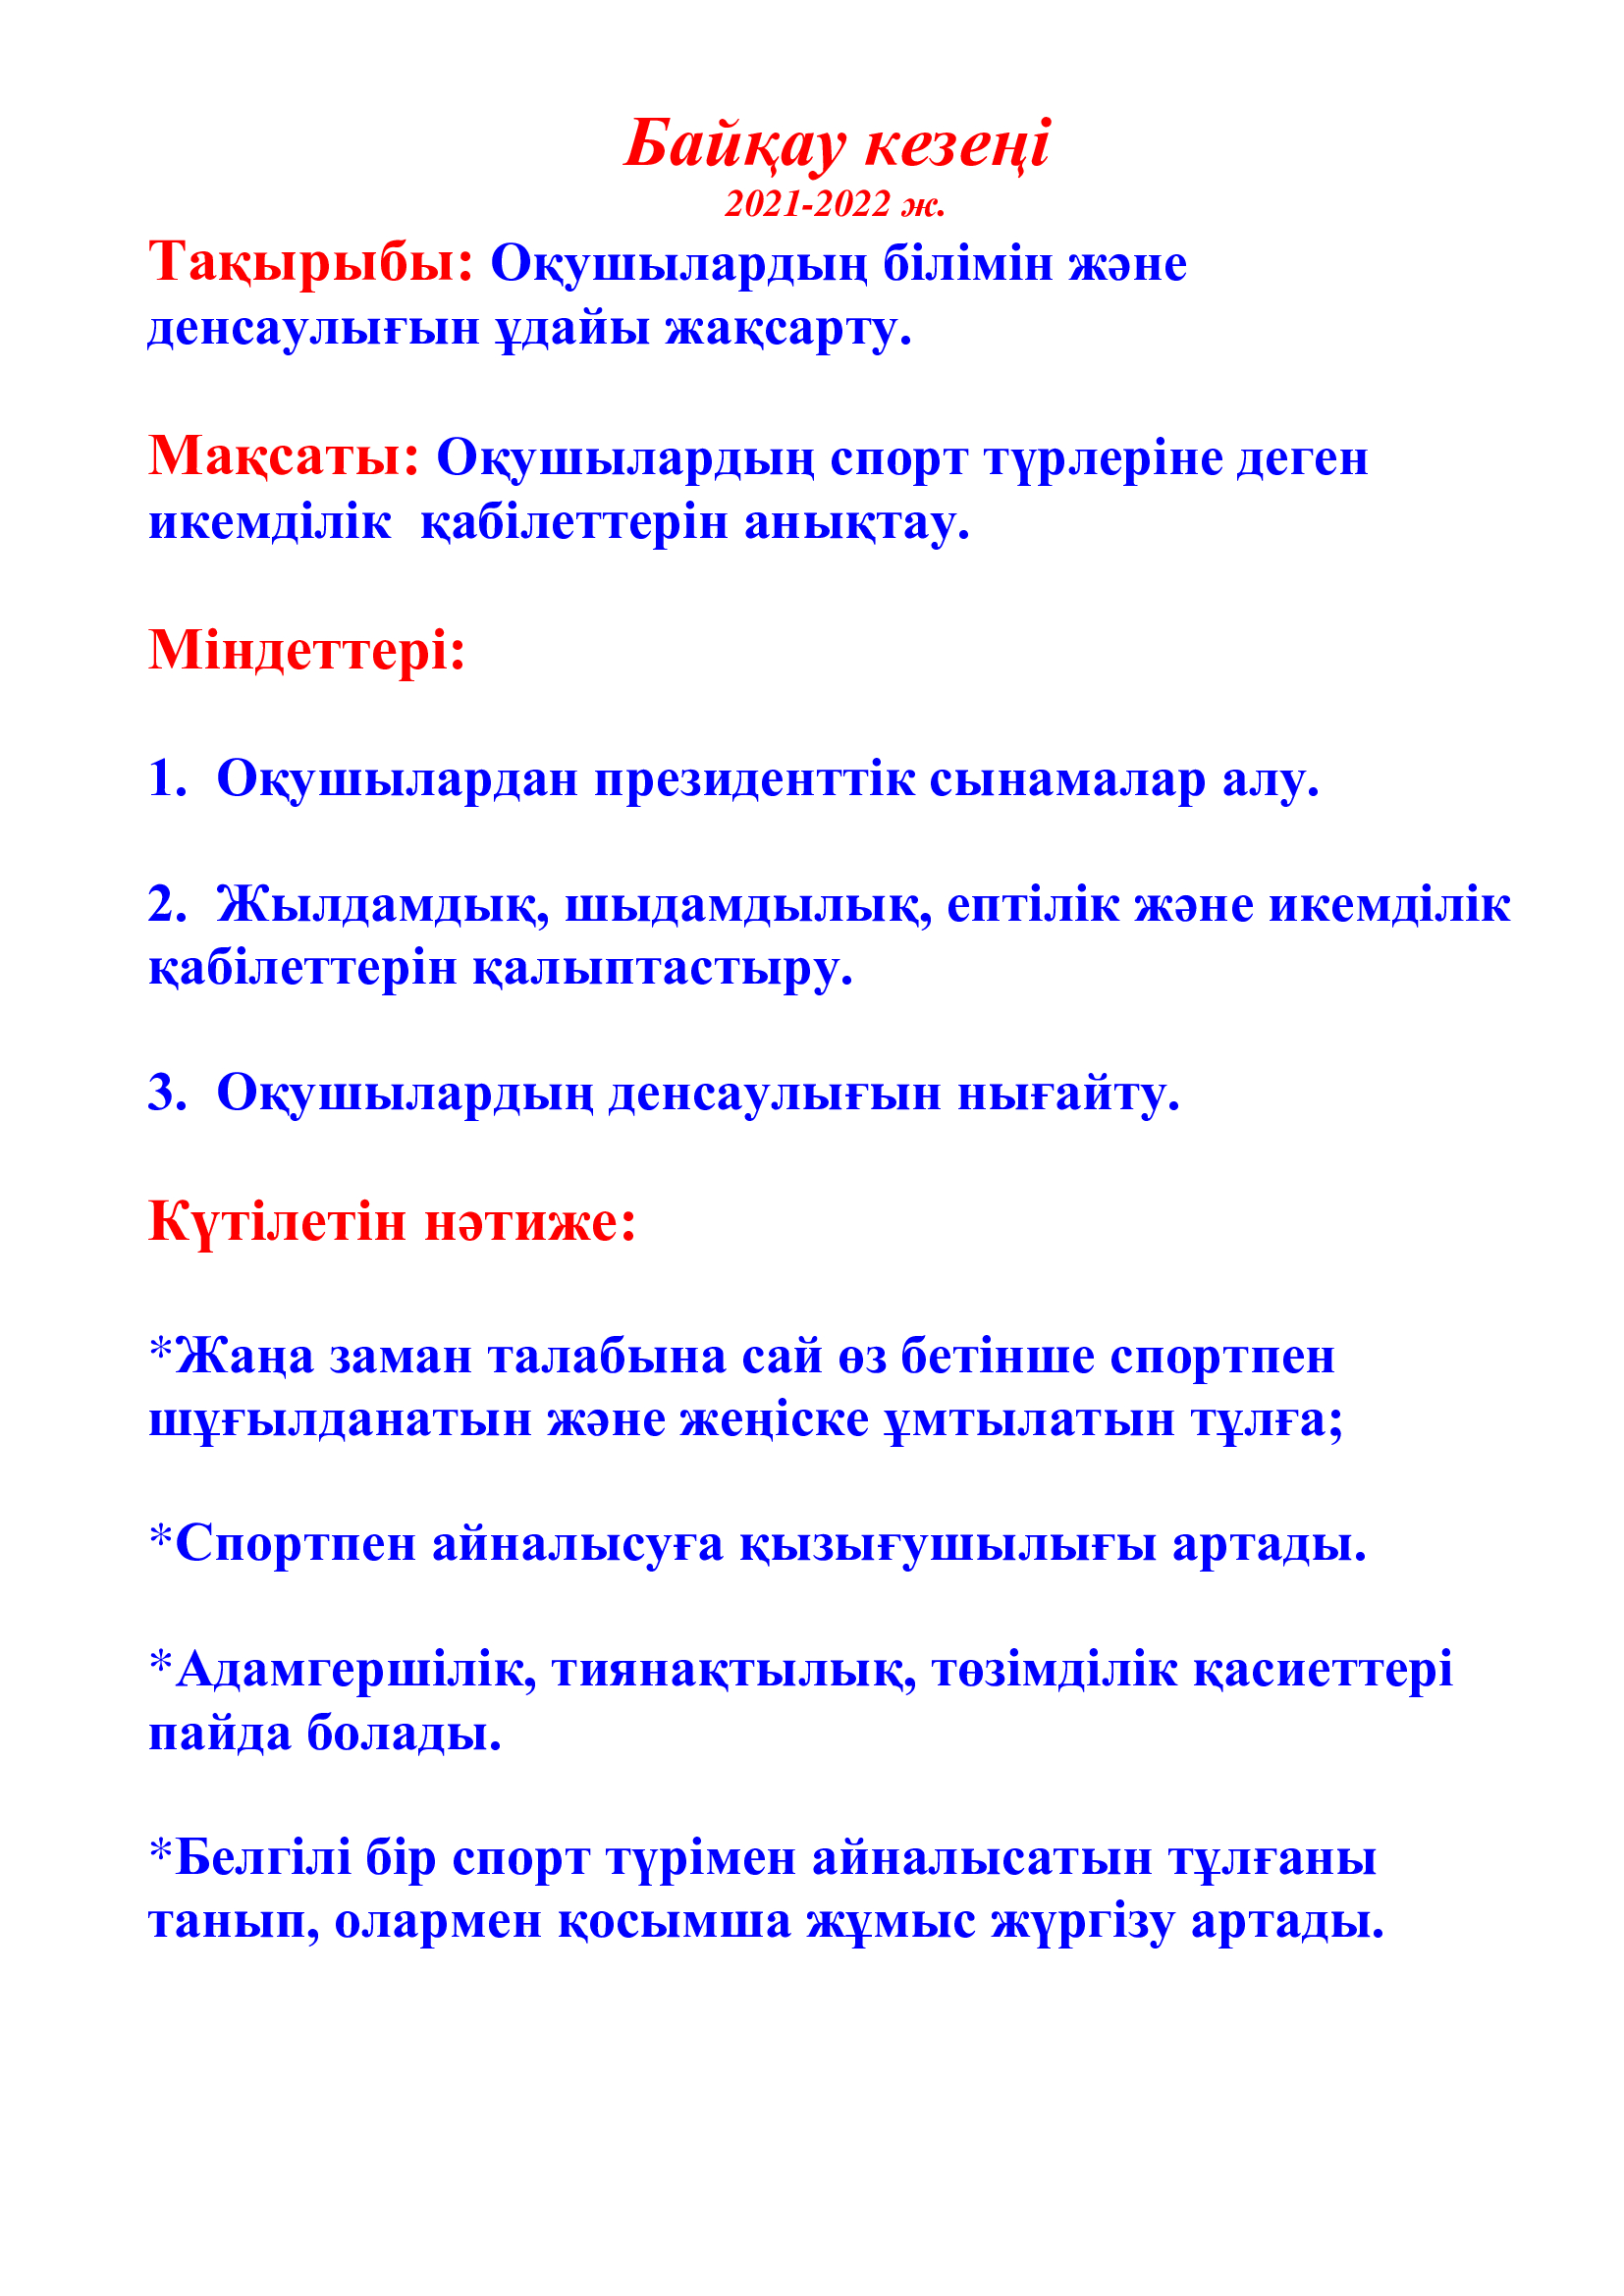 Байқау кезеңі
2021-2022 ж.
Тақырыбы: Оқушылардың білімін және
денсаулығын ұдайы жақсарту.
Мақсаты: Оқушылардың спорт түрлеріне деген
икемділік  қабілеттерін анықтау.
Міндеттері:
1.  Оқушылардан президенттік сынамалар алу.
2.  Жылдамдық, шыдамдылық, ептілік және икемділік
қабілеттерін қалыптастыру.
3.  Оқушылардың денсаулығын нығайту.
Күтілетін нәтиже:
*Жаңа заман талабына сай өз бетінше спортпен
шұғылданатын және жеңіске ұмтылатын тұлға;
*Спортпен айналысуға қызығушылығы артады.
*Адамгершілік, тиянақтылық, төзімділік қасиеттері
пайда болады.
*Белгілі бір спорт түрімен айналысатын тұлғаны
танып, олармен қосымша жұмыс жүргізу артады.